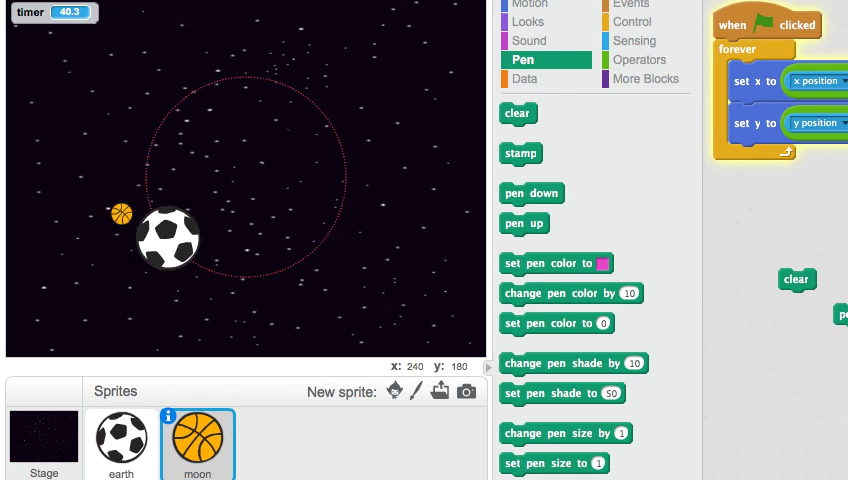 timer 40.3
x: 240 y: 180
Sprites
New sprite:
Stage
earth
moon
Motion
Looks
Sound
Pen
Data
Events
Control
Sensing
Operators
More Blocks
clear
stamp
pen down
pen up
set pen color to
change pen color by 10
set pen color to 0
change pen shade by 10
set pen shade to 50
change pen size by 1
set pen size to 1
when clicked
forever
set x to x position
set y to y position
clear